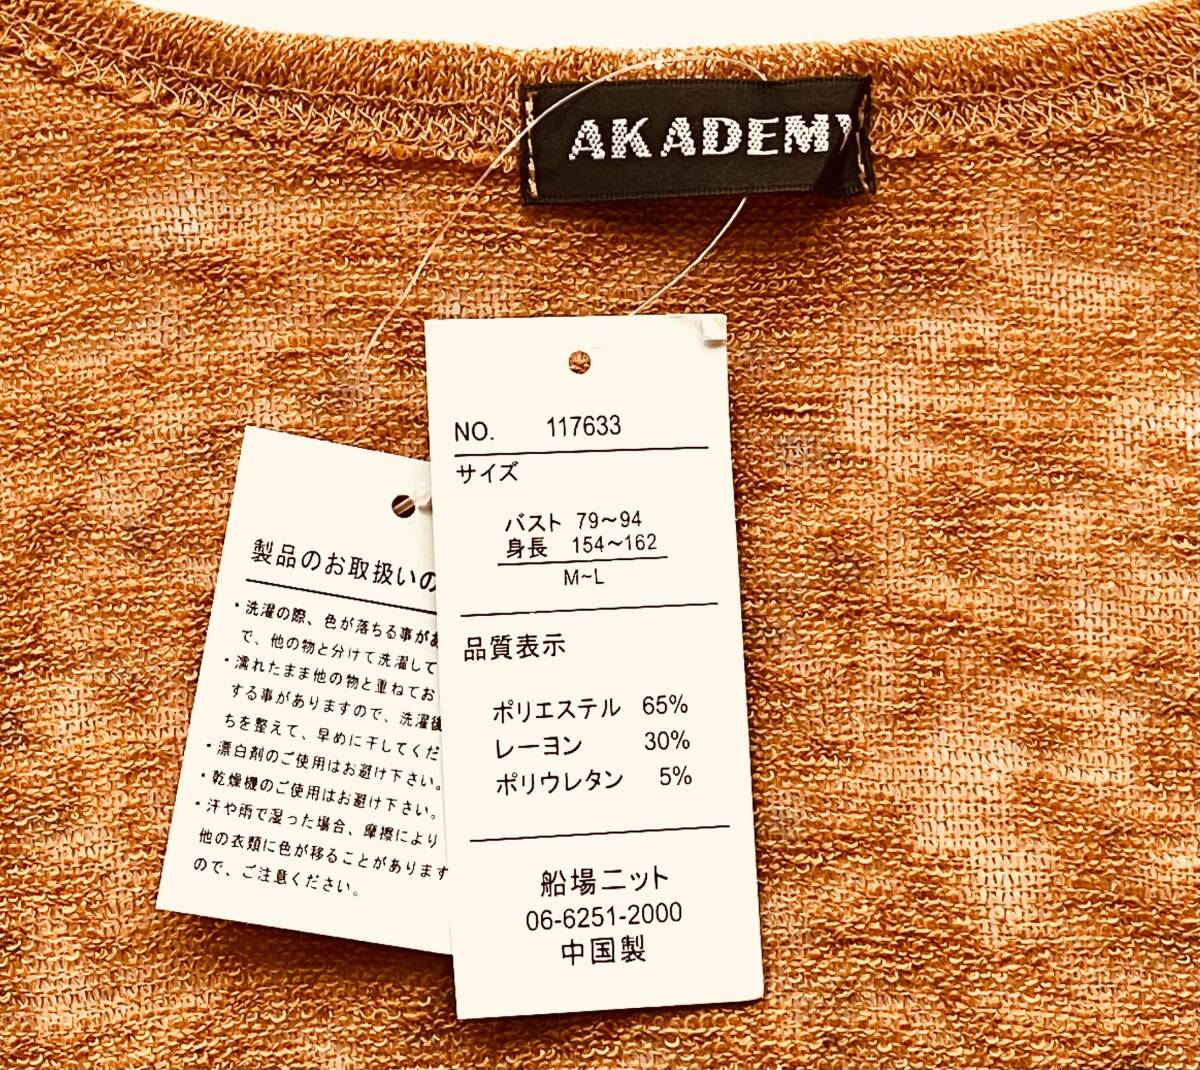 AKADEMY
NO. 117633
サイズ
バスト 79~94
身長 154~162
M~L
品質表示
ポリエステル 65%
レーヨン 30%
ポリウレタン 5%
船場ニット
06-6251-2000
中国製
製品のお取扱いの
・洗濯の際、色が落ちる事があ
で、他の物と分けて洗濯して
・濡れたまま他の物と重ねてお
する事がありますので、洗濯後
ちを整えて、早めに干してくだ
・漂白剤のご使用はお避け下さい。
・乾燥機のご使用はお避け下さい。
・汗や雨で湿った場合、摩擦により
他の衣類に色が移ることがあります
ので、ご注意ください。